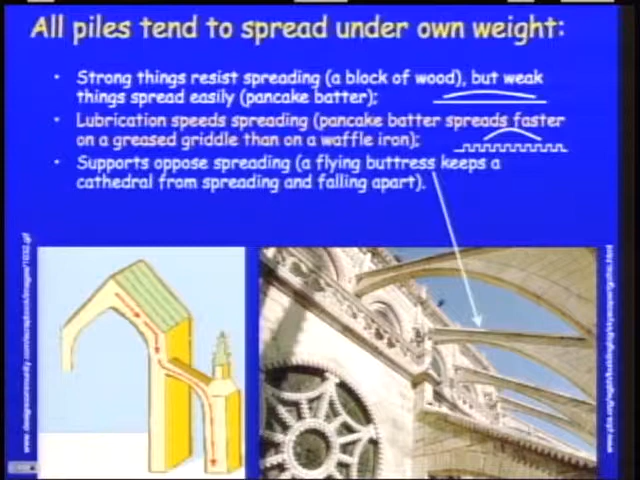 All piles tend to spread under own weight:
• Strong things resist spreading (a block of wood), but weak
things spread easily (pancake batter);
• Lubrication speeds spreading (pancake batter spreads faster
on a greased griddle than on a waffle iron);
• Supports oppose spreading (a flying buttress keeps a
cathedral from spreading and falling apart).